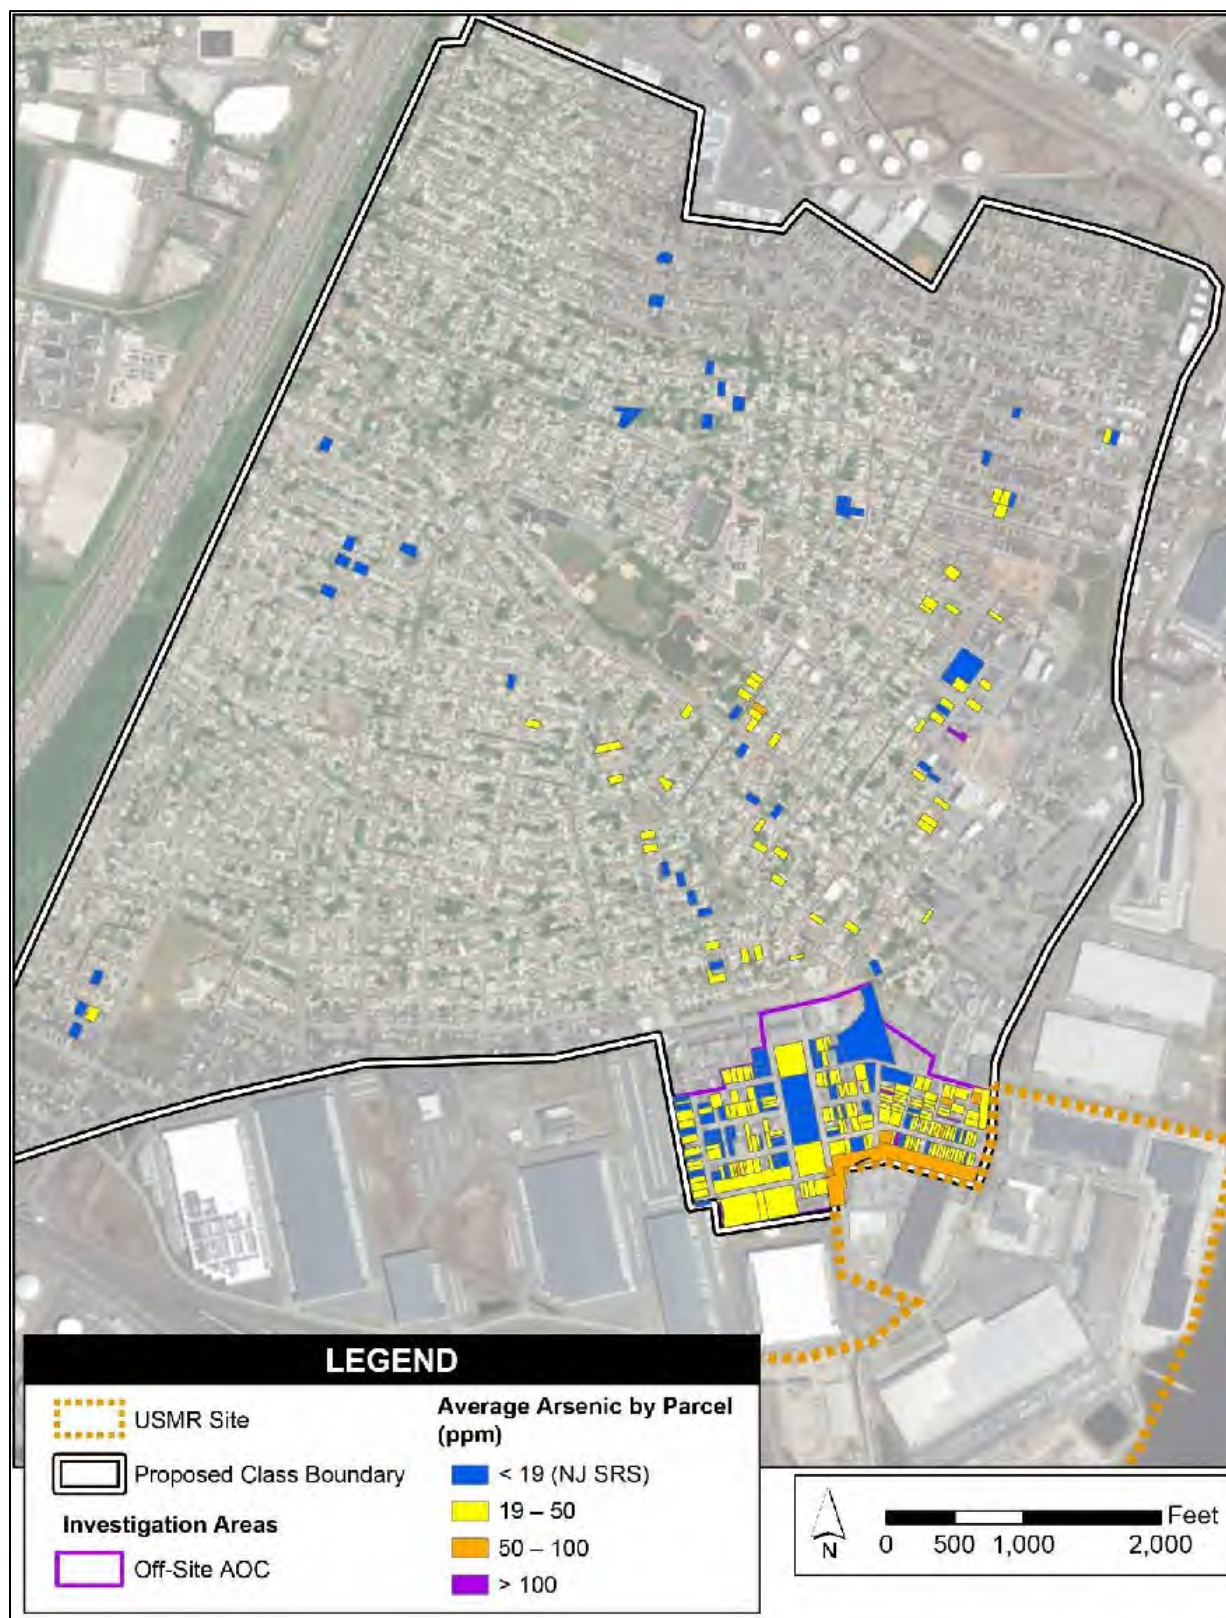 LEGEND
USMR Site
Proposed Class Boundary
Investigation Areas
Off-Site AOC
Average Arsenic by Parcel
(ppm)
< 19 (NJ SRS)
19 – 50
50 – 100
> 100
N
Feet
0 500 1,000 2,000